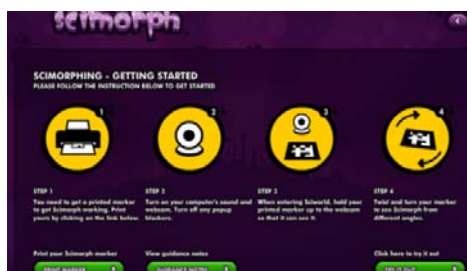 scimorph
SCIMORPHING - GETTING STARTED
PLEASE FOLLOW THE INSTRUCTION BELOW TO GET STARTED
1
2
3
4
STEP 1
You need to get a printed marker
to get Scimorph working. Print
yours by clicking on the link below.
STEP 2
Turn on your computer's sound and
webcam. Turn off any popup
blockers.
STEP 3
When entering Sciworld, hold your
printed marker up to the webcam
so that it can see it.
STEP 4
Twist and turn your marker
to see Scimorph from
different angles.
Print your Scimorph marker
View guidance notes
Click here to try it out
PRINT MARKER
GUIDANCE NOTES
TRY IT OUT